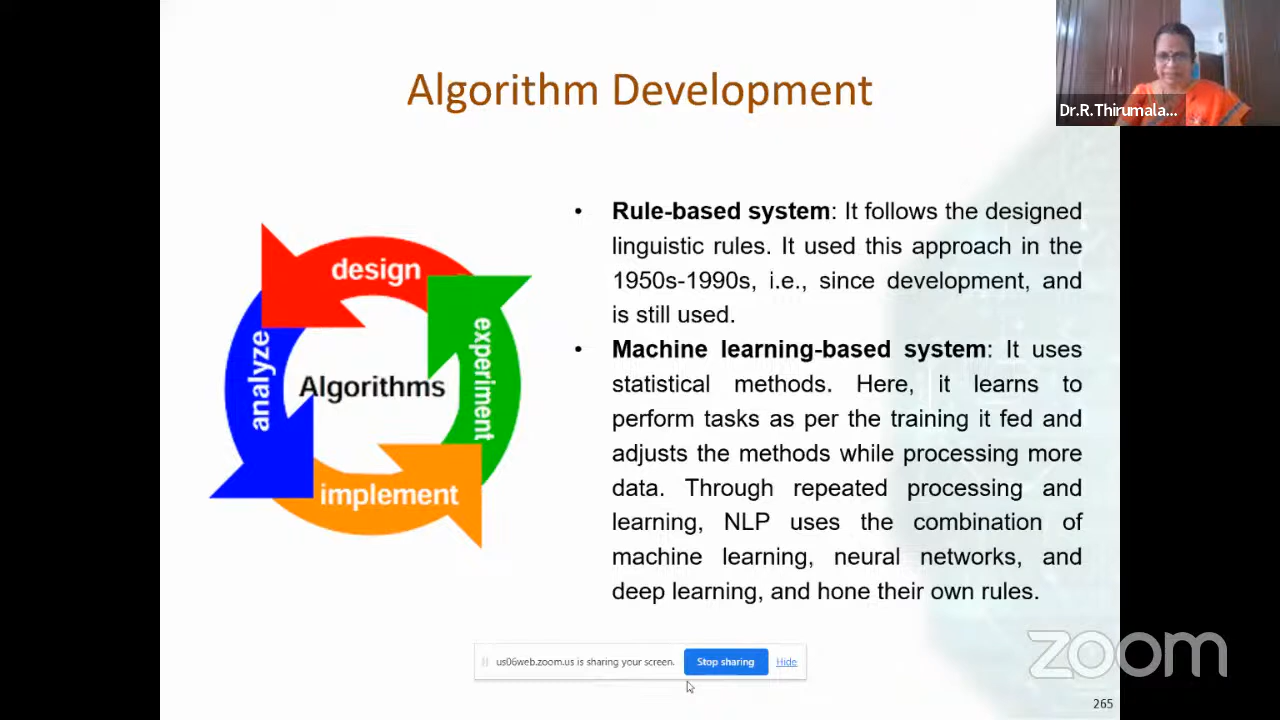 Algorithm Development
Dr.R.Thirumala...
design
experiment
analyze
Algorithms
implement
• Rule-based system: It follows the designed
linguistic rules. It used this approach in the
1950s-1990s, i.e., since development, and
is still used.
• Machine learning-based system: It uses
statistical methods. Here, it learns to
perform tasks as per the training it fed and
adjusts the methods while processing more
data. Through repeated processing and
learning, NLP uses the combination of
machine learning, neural networks, and
deep learning, and hone their own rules.
us06web.zoom.us is sharing your screen. Stop sharing Hide
zoom
265